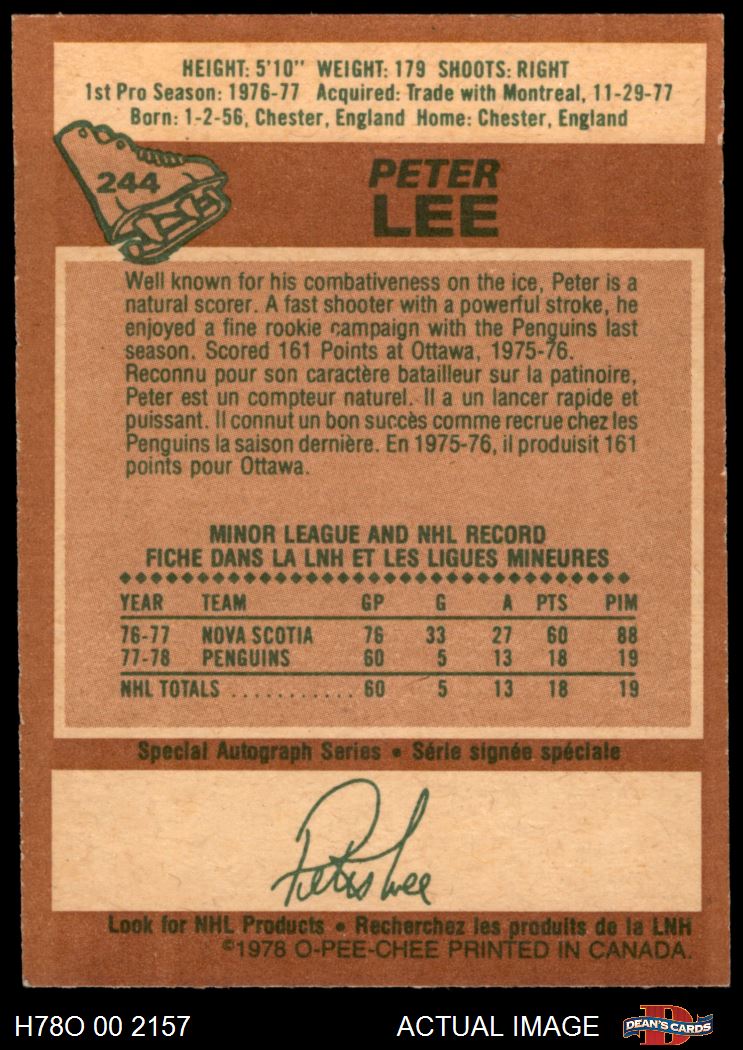 HEIGHT: 5'10" WEIGHT: 179 SHOOTS: RIGHT
1st Pro Season: 1976-77 Acquired: Trade with Montreal, 11-29-77
Born: 1-2-56, Chester, England Home: Chester, England
244
PETER
LEE
Well known for his combativeness on the ice, Peter is a
natural scorer. A fast shooter with a powerful stroke, he
enjoyed a fine rookie campaign with the Penguins last
season. Scored 161 Points at Ottawa, 1975-76.
Reconnu pour son caractère batailleur sur la patinoire,
Peter est un compteur naturel. Il a un lancer rapide et
puissant. Il connut un bon succès comme recrue chez les
Penguins la saison dernière. En 1975-76, il produisit 161
points pour Ottawa.
MINOR LEAGUE AND NHL RECORD
FICHE DANS LA LNH ET LES LIGUES MINEURES
YEAR TEAM GP G A PTS PIM
76-77 NOVA SCOTIA 76 33 27 60 88
77-78 PENGUINS 60 5 13 18 19
NHL TOTALS ............ 60 5 13 18 19
Special Autograph Series • Série signée spéciale
Peter Lee
Look for NHL Products • Recherchez les produits de la LNH
©1978 O-PEE-CHEE PRINTED IN CANADA.
H78O 00 2157 ACTUAL IMAGE
D
DEAN'S CARDS